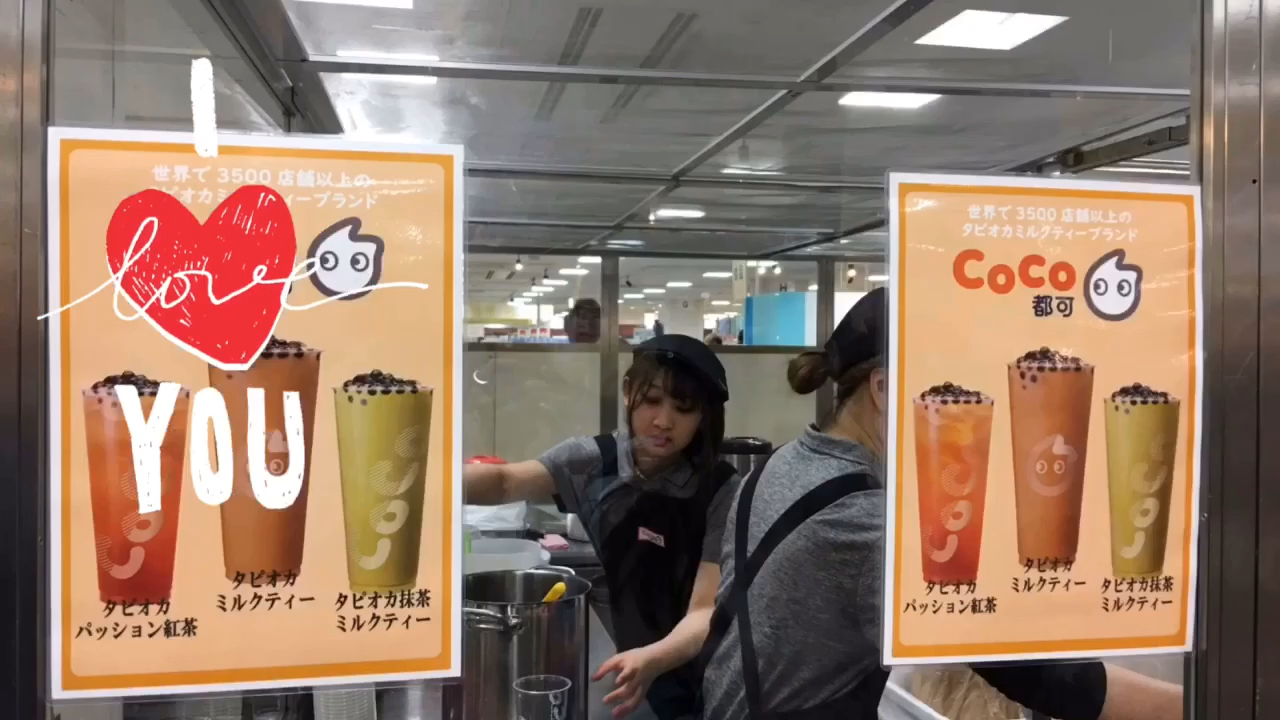 I
love
YOU
世界で 3500 店舗以上の
タピオカミルクティーブランド
タピオカ
パッション紅茶
タピオカ
ミルクティー
タピオカ抹茶
ミルクティー
世界で 3500 店舗以上の
タピオカミルクティーブランド
CoCo
都可
タピオカ
パッション紅茶
タピオカ
ミルクティー
タピオカ抹茶
ミルクティー